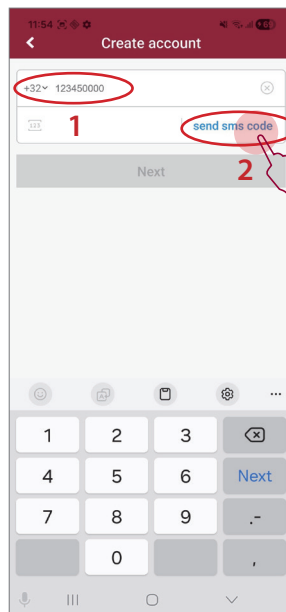 11:54
Create account
+32 123450000
123
1
send sms code
Next
2
1 2 3
4 5 6 Next
7 8 9 .-
0 ,